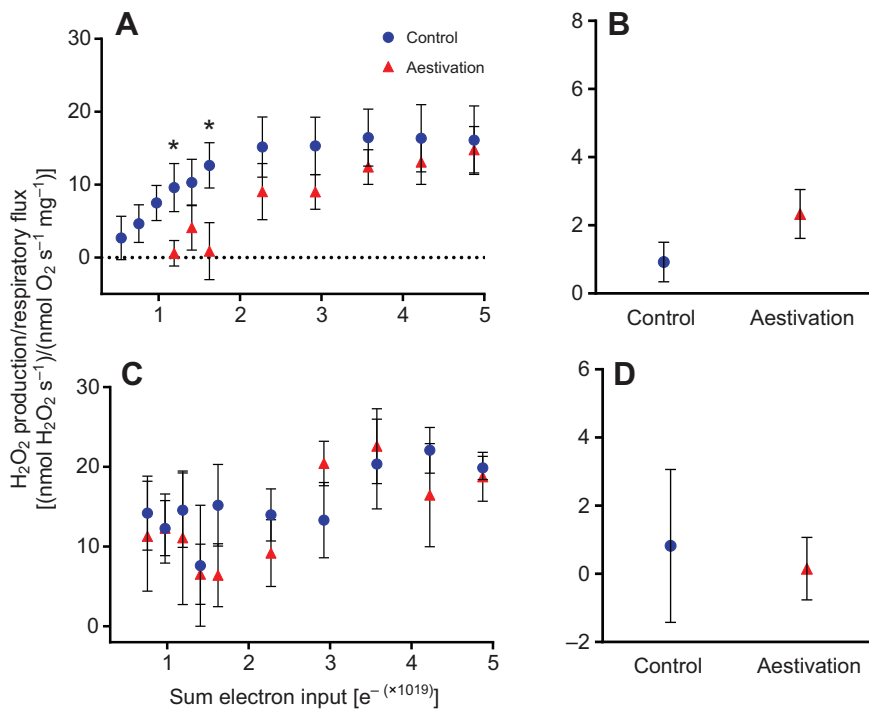 A
30
20
10
0
1
2
3
4
5
Control
Aestivation
*
*
B
8
6
4
2
0
Control
Aestivation
H₂O₂ production/respiratory flux
[(nmol H₂O₂ s⁻¹)/(nmol O₂ s⁻¹ mg⁻¹)]
C
30
20
10
0
1
2
3
4
5
Sum electron input [e⁻ ⁽ˣ¹⁰¹⁹⁾]
D
6
4
2
0
–2
Control
Aestivation